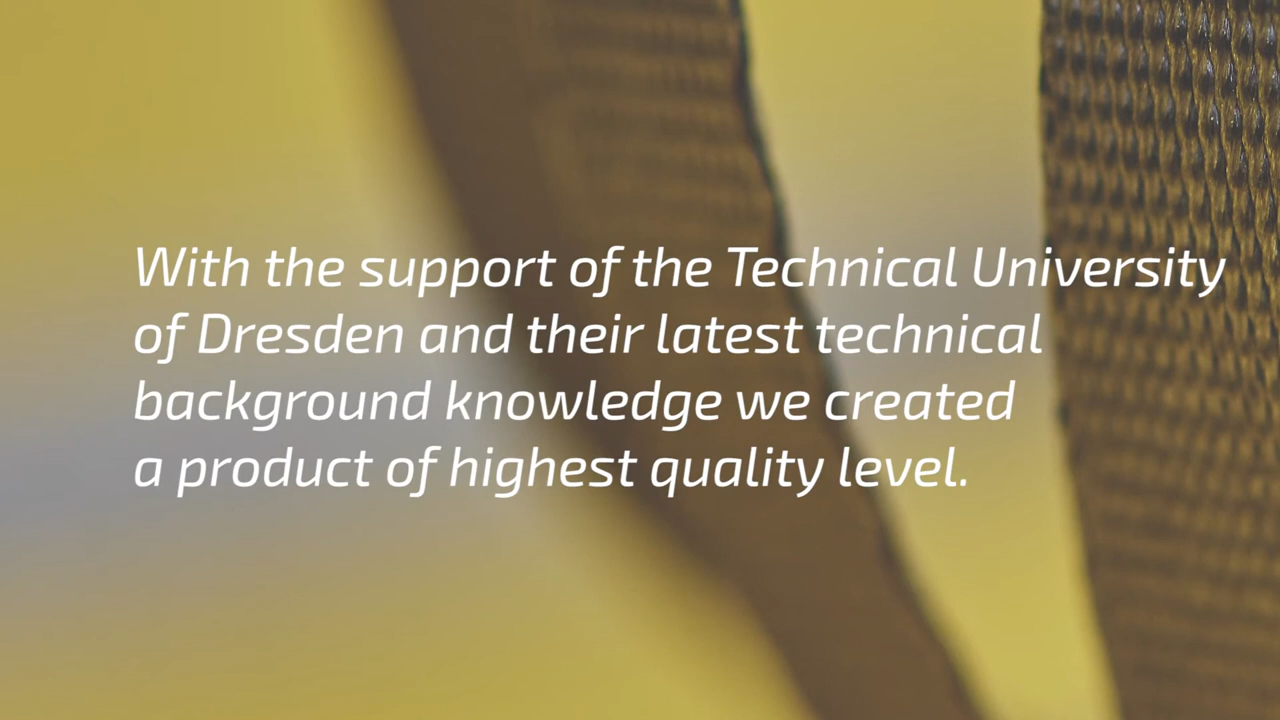 With the support of the Technical University
of Dresden and their latest technical
background knowledge we created
a product of highest quality level.